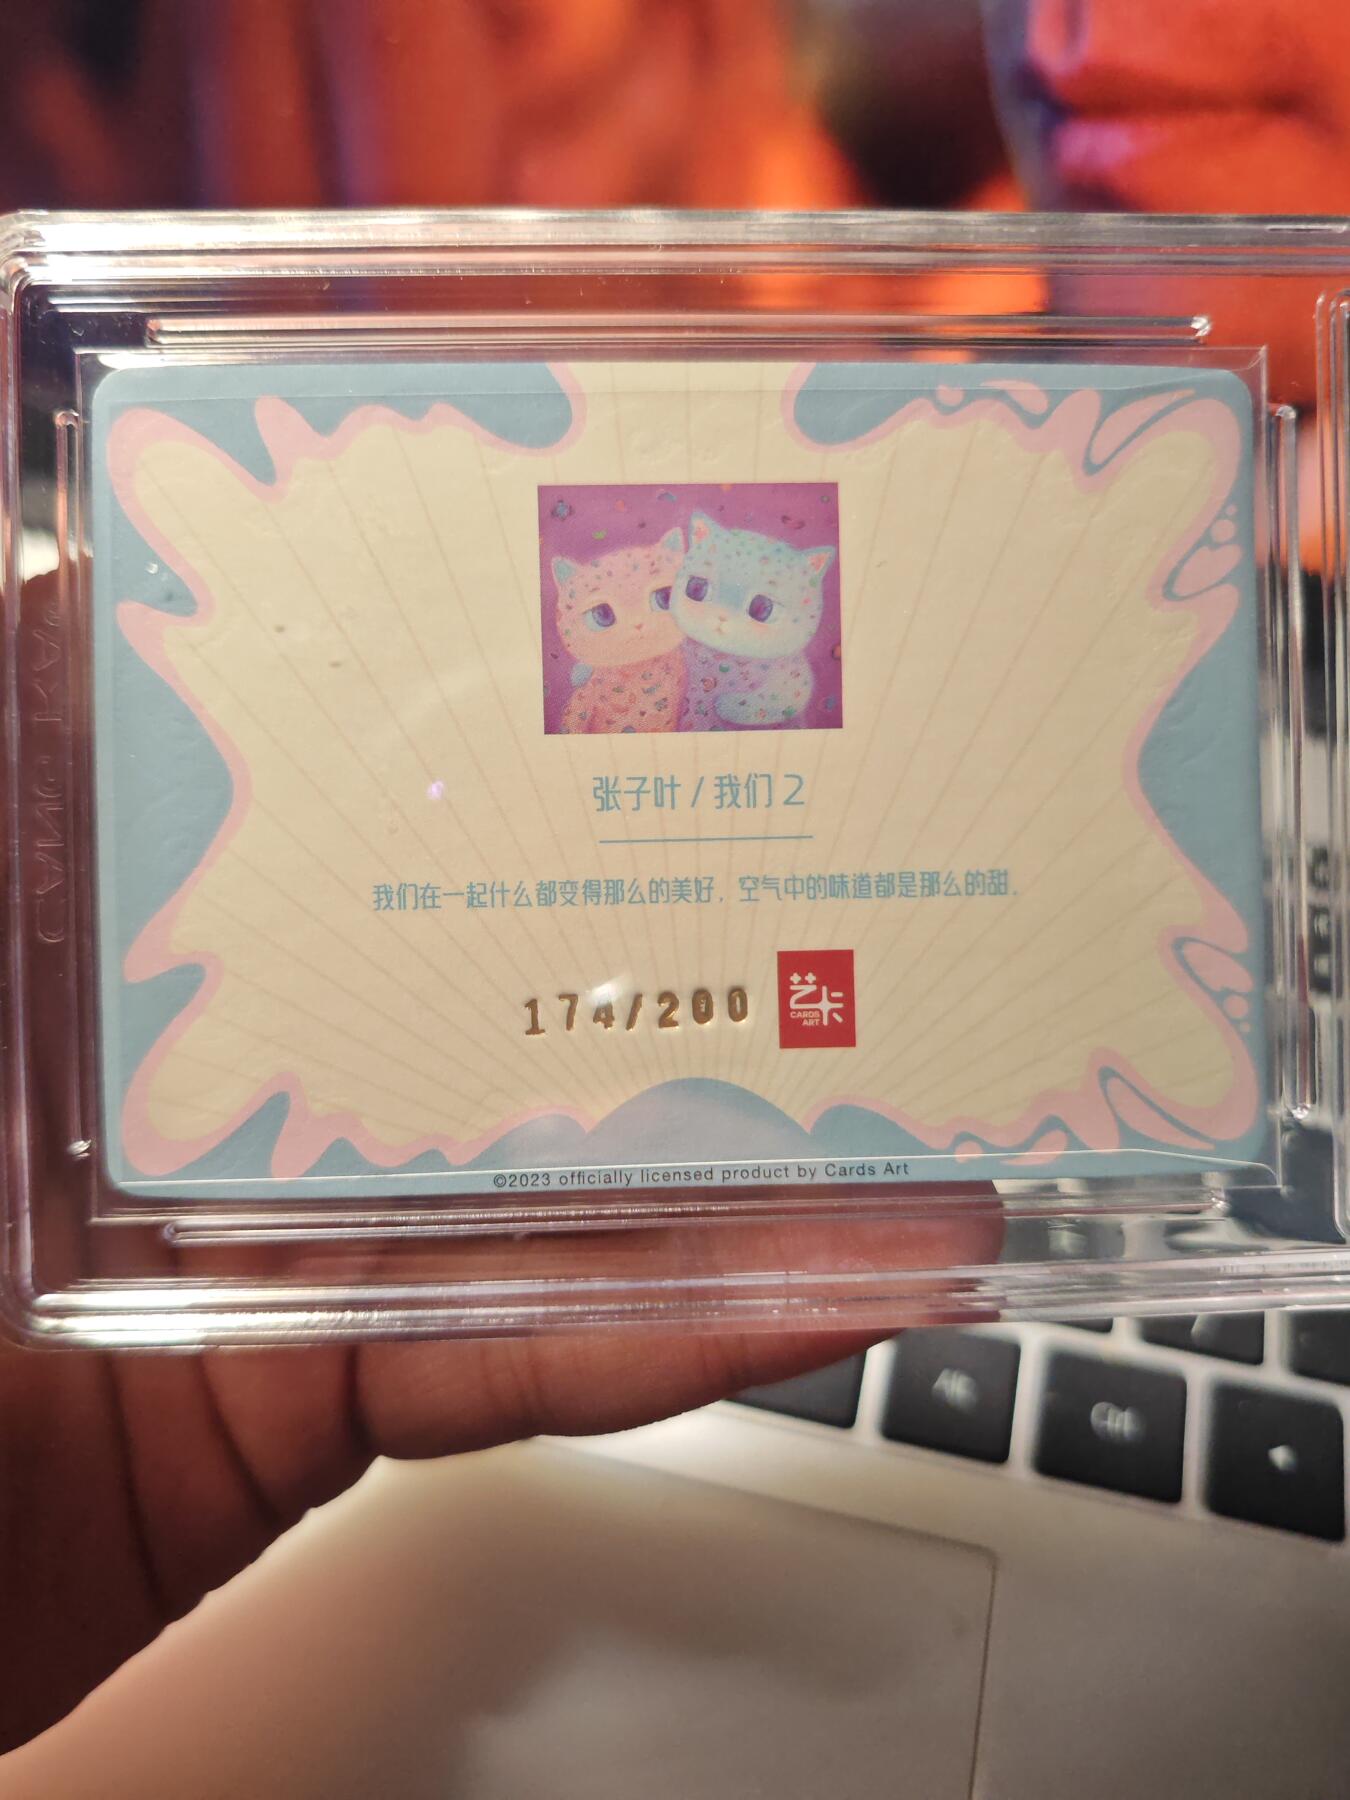 张子叶 / 我们 2
我们在一起什么都变得那么的美好，空气中的味道都是那么的甜.
174/200
艺卡
CARDS
ART
©2023 officially licensed product by Cards Art
Alt
Ctrl